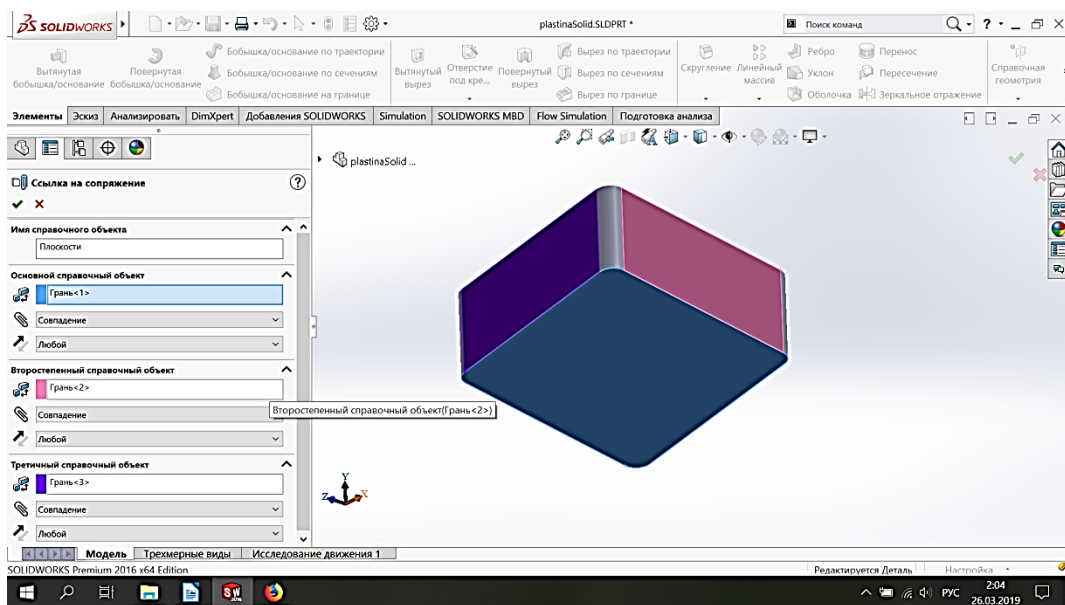 SOLIDWORKS
plastinaSolid.SLDPRT *
Поиск команд
Вытянутая бобышка/основание
Повернутая бобышка/основание
Бобышка/основание по траектории
Бобышка/основание по сечениям
Бобышка/основание на границе
Вытянутый вырез
Отверстие под кре...
Повернутый вырез
Вырез по траектории
Вырез по сечениям
Вырез по границе
Скругление
Линейный массив
Ребро
Уклон
Оболочка
Перенос
Пересечение
Зеркальное отражение
Справочная геометрия
Элементы Эскиз Анализировать DimXpert Добавления SOLIDWORKS Simulation SOLIDWORKS MBD Flow Simulation Подготовка анализа
plastinaSolid ...
Ссылка на сопряжение
Имя справочного объекта
Плоскости
Основной справочный объект
Грань<1>
Совпадение
Любой
Второстепенный справочный объект
Грань<2>
Второстепенный справочный объект(Грань<2>)
Совпадение
Любой
Третичный справочный объект
Грань<3>
Совпадение
Любой
Y
Z
X
Модель Трехмерные виды Исследование движения 1
SOLIDWORKS Premium 2016 x64 Edition
Редактируется Деталь
Настройка
РУС
2:04
26.03.2019